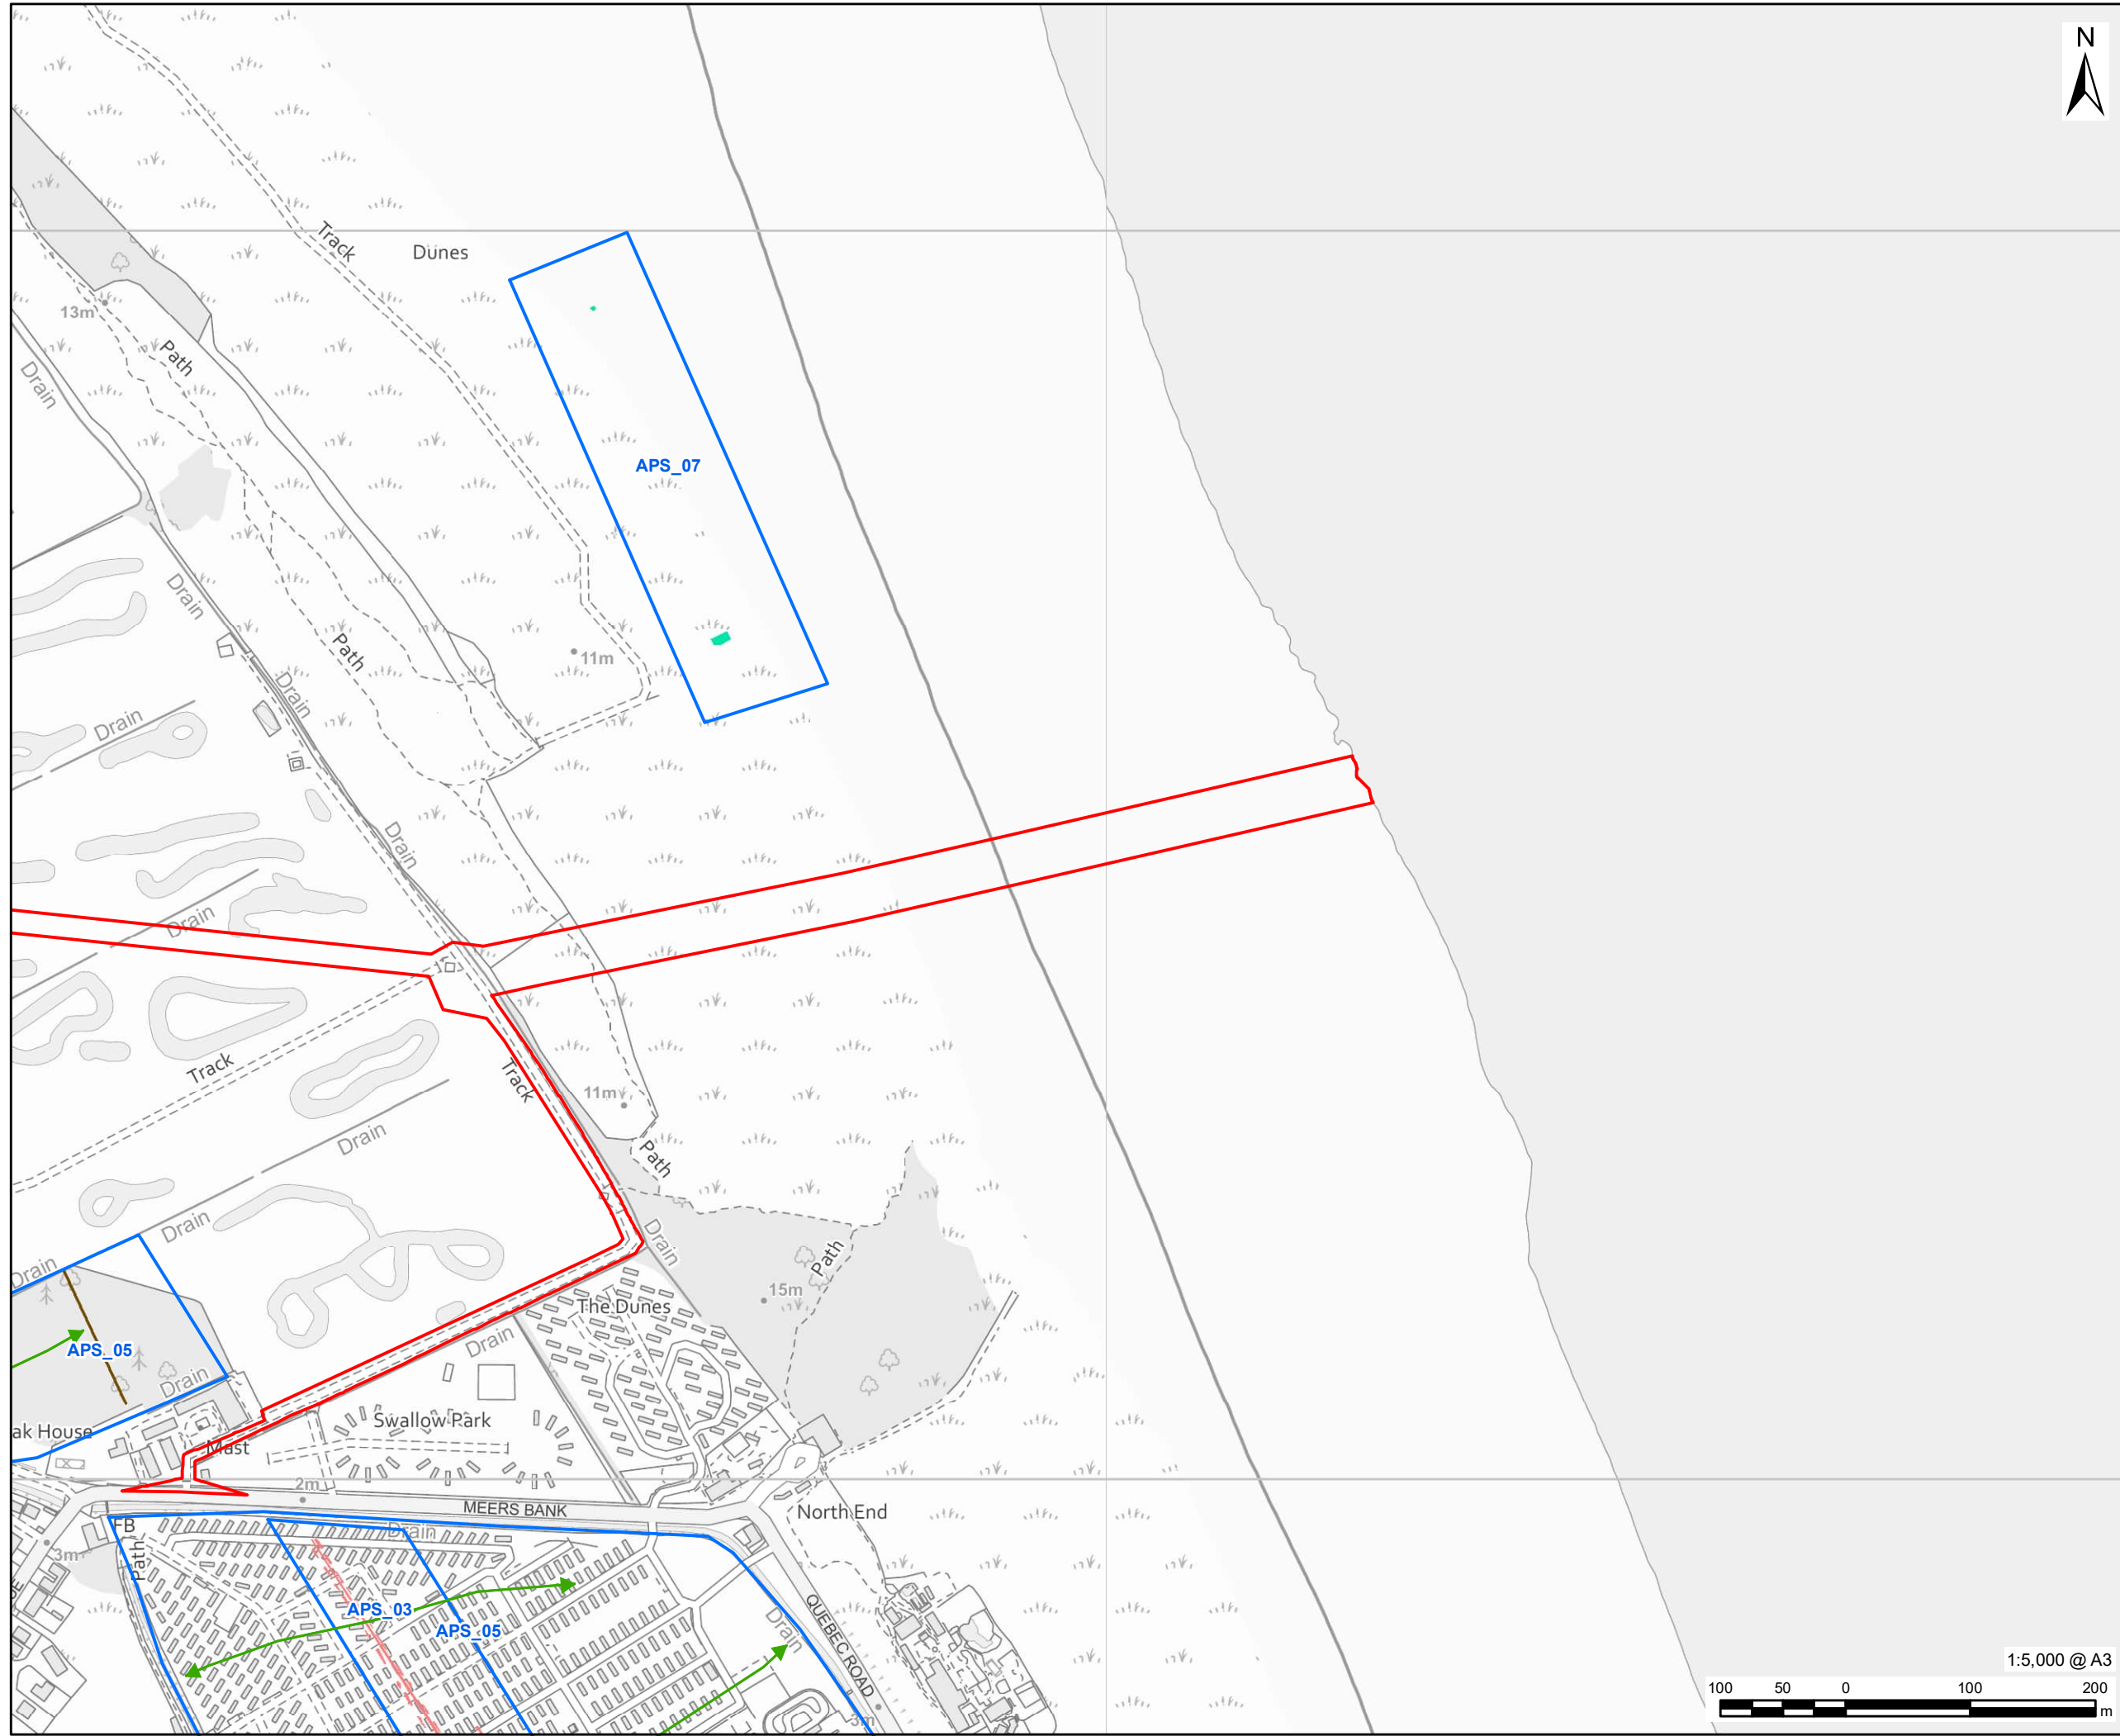 N
Track
Dunes
13m
Path
Drain
APS_07
Drain
Path
11m
Drain
Drain
Drain
Drain
Track
Track
11m
Drain
Path
Drain
Drain
Path
Drain
15m
The Dunes
APS_05
Drain
Drain
Swallow Park
ak House
Mast
2m
MEERS BANK
North End
FB
Drain
Path
3m
DE
APS_03
APS_05
Drain
QUEBEC ROAD
3m
1:5,000 @ A3
100 50 0 100 200
m